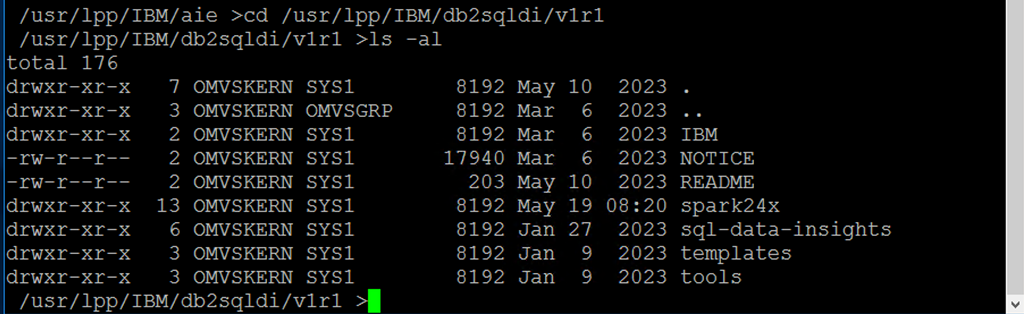 /usr/lpp/IBM/aie >cd /usr/lpp/IBM/db2sqldi/v1r1
/usr/lpp/IBM/db2sqldi/v1r1 >ls -al
total 176
drwxr-xr-x   7 OMVSKERN SYS1        8192 May 10  2023 .
drwxr-xr-x   3 OMVSKERN OMVSGRP     8192 Mar  6  2023 ..
drwxr-xr-x   2 OMVSKERN SYS1        8192 Mar  6  2023 IBM
-rw-r--r--   2 OMVSKERN SYS1       17940 Mar  6  2023 NOTICE
-rw-r--r--   2 OMVSKERN SYS1         203 May 10  2023 README
drwxr-xr-x  13 OMVSKERN SYS1        8192 May 19 08:20 spark24x
drwxr-xr-x   6 OMVSKERN SYS1        8192 Jan 27  2023 sql-data-insights
drwxr-xr-x   3 OMVSKERN SYS1        8192 Jan  9  2023 templates
drwxr-xr-x   3 OMVSKERN SYS1        8192 Jan  9  2023 tools
/usr/lpp/IBM/db2sqldi/v1r1 >